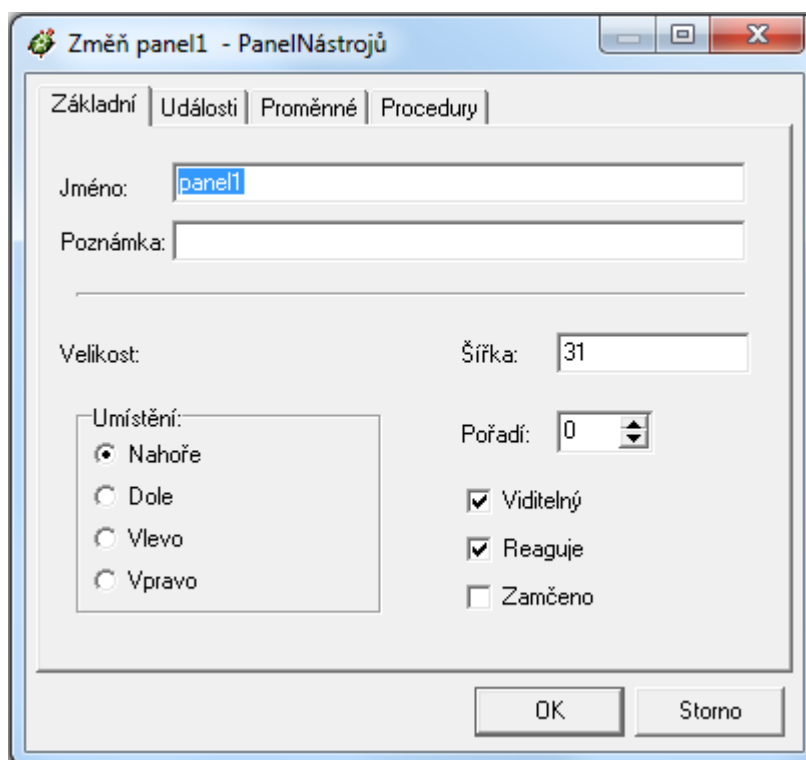 Změň panel1 - PanelNástrojů
Základní Události Proměnné Procedury
Jméno: panel1
Poznámka:
Velikost: Šířka: 31
Umístění: Pořadí: 0
Nahoře
Dole Viditelný
Vlevo Reaguje
Vpravo Zamčeno
OK Storno